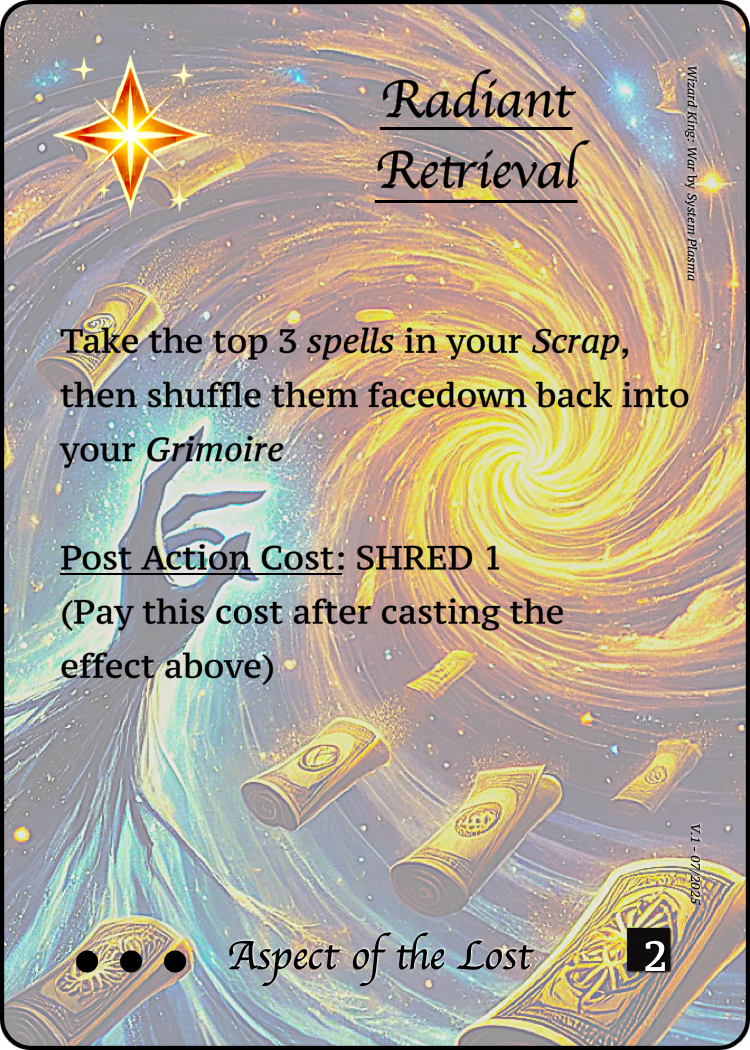 Radiant
Retrieval
Wizard King: War by System Plasma
Take the top 3 spells in your Scrap,
then shuffle them facedown back into
your Grimoire
Post Action Cost: SHRED 1
(Pay this cost after casting the
effect above)
V.1 - 07/2025
Aspect of the Lost
2